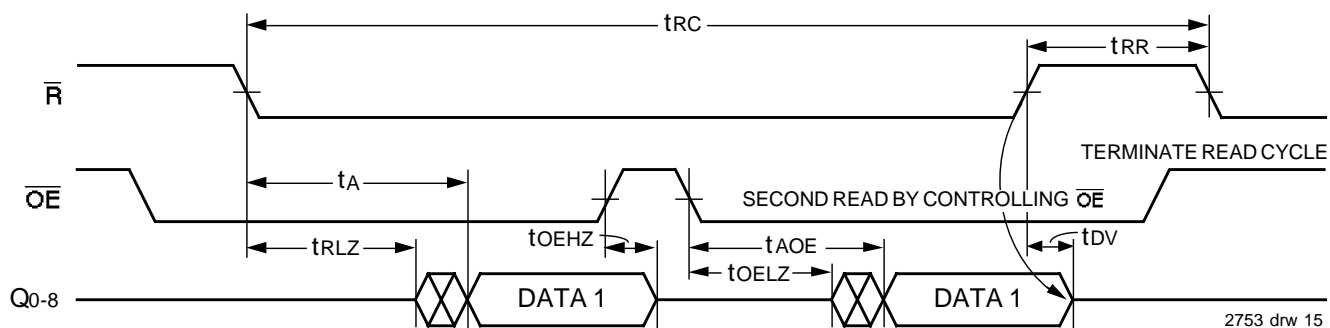 tRC
tRR
R
TERMINATE READ CYCLE
tA
OE
SECOND READ BY CONTROLLING OE
tOEHZ
tAOE
tDV
tRLZ
tOELZ
Q0-8
DATA 1
DATA 1
2753 drw 15